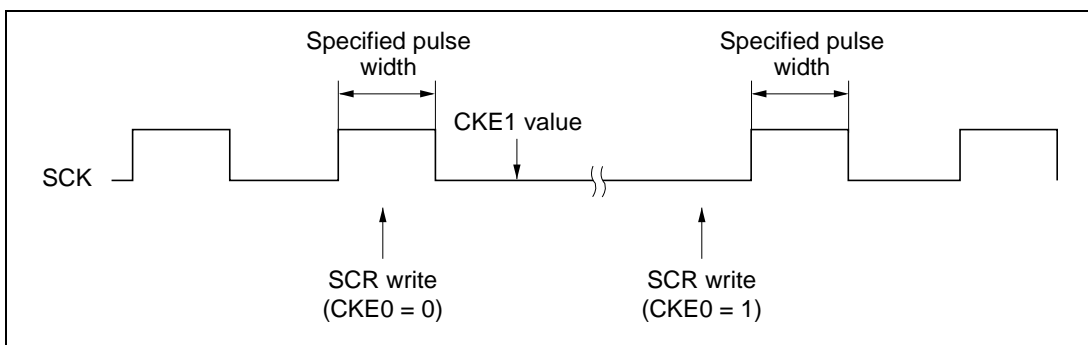 Specified pulse
width
Specified pulse
width
CKE1 value
SCK
SCR write
(CKE0 = 0)
SCR write
(CKE0 = 1)